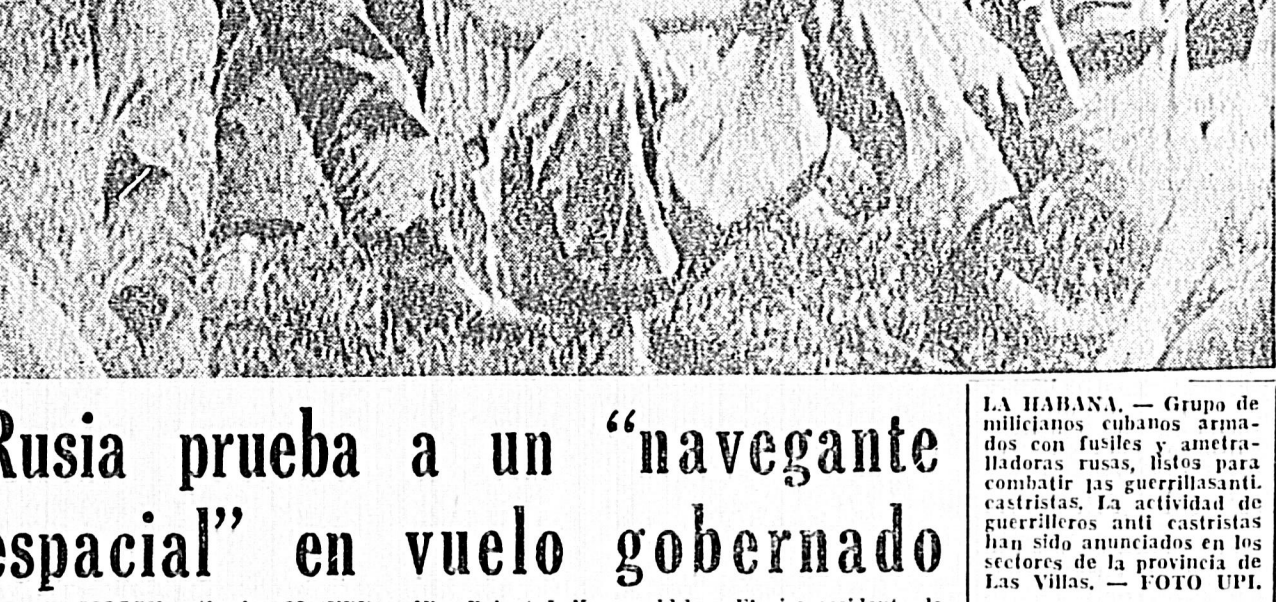 Rusia prueba a un “navegante
espacial” en vuelo gobernado
LA HABANA. — Grupo de
milicianos cubanos arma-
dos con fusiles y ametra-
lladoras rusas, listos para
combatir las guerrillasanti.
castristas. La actividad de
guerrilleros anti castristas
han sido anunciados en los
sectores de la provincia de
Las Villas. — FOTO UPI.